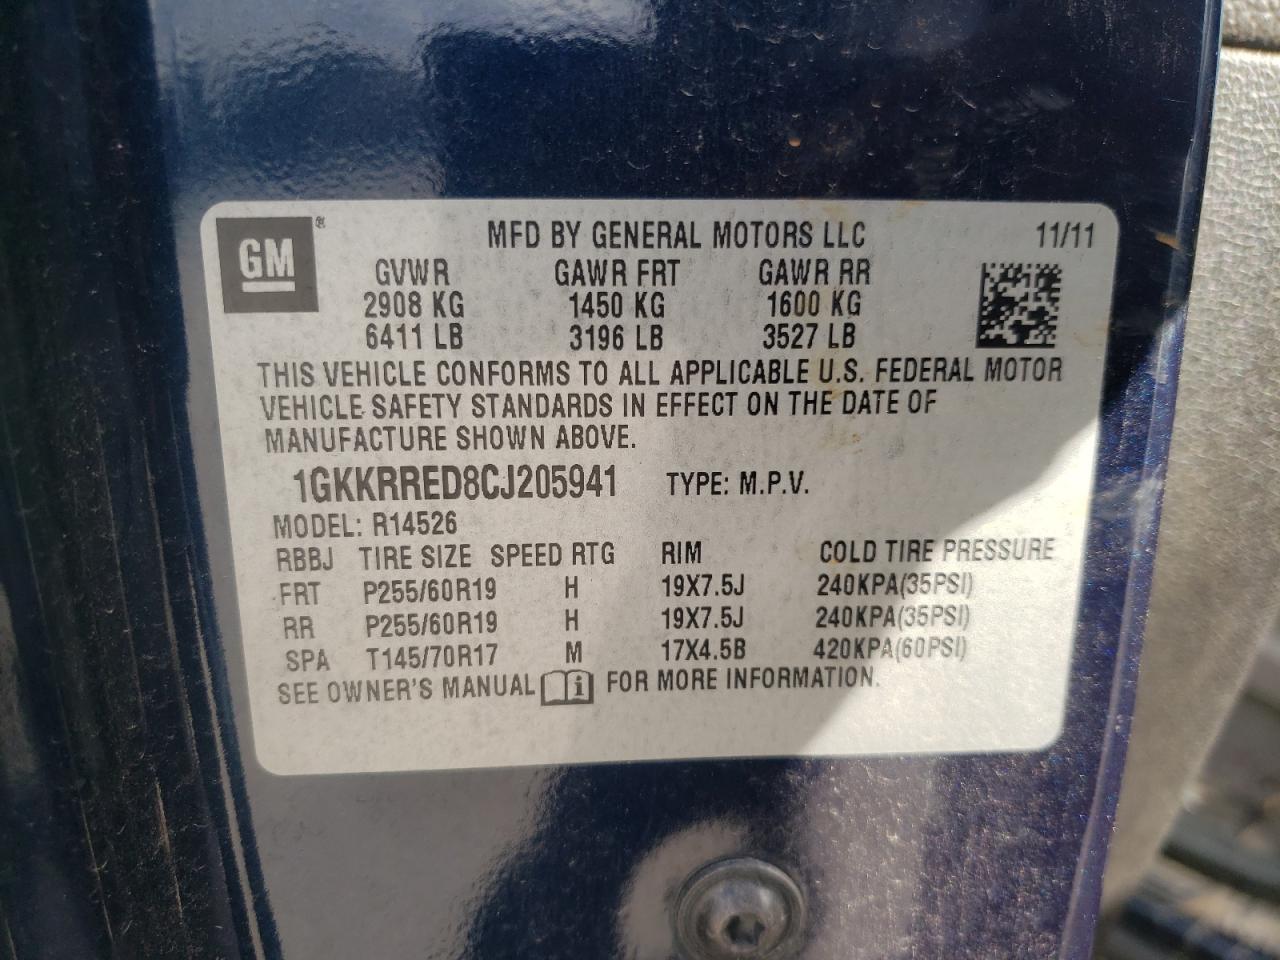 GM ®
MFD BY GENERAL MOTORS LLC 11/11
GVWR GAWR FRT GAWR RR
2908 KG 1450 KG 1600 KG
6411 LB 3196 LB 3527 LB
THIS VEHICLE CONFORMS TO ALL APPLICABLE U.S. FEDERAL MOTOR
VEHICLE SAFETY STANDARDS IN EFFECT ON THE DATE OF
MANUFACTURE SHOWN ABOVE.
1GKKRRED8CJ205941 TYPE: M.P.V.
MODEL: R14526
RBBJ TIRE SIZE SPEED RTG RIM COLD TIRE PRESSURE
FRT P255/60R19 H 19X7.5J 240KPA(35PSI)
RR P255/60R19 H 19X7.5J 240KPA(35PSI)
SPA T145/70R17 M 17X4.5B 420KPA(60PSI)
SEE OWNER'S MANUAL i FOR MORE INFORMATION.